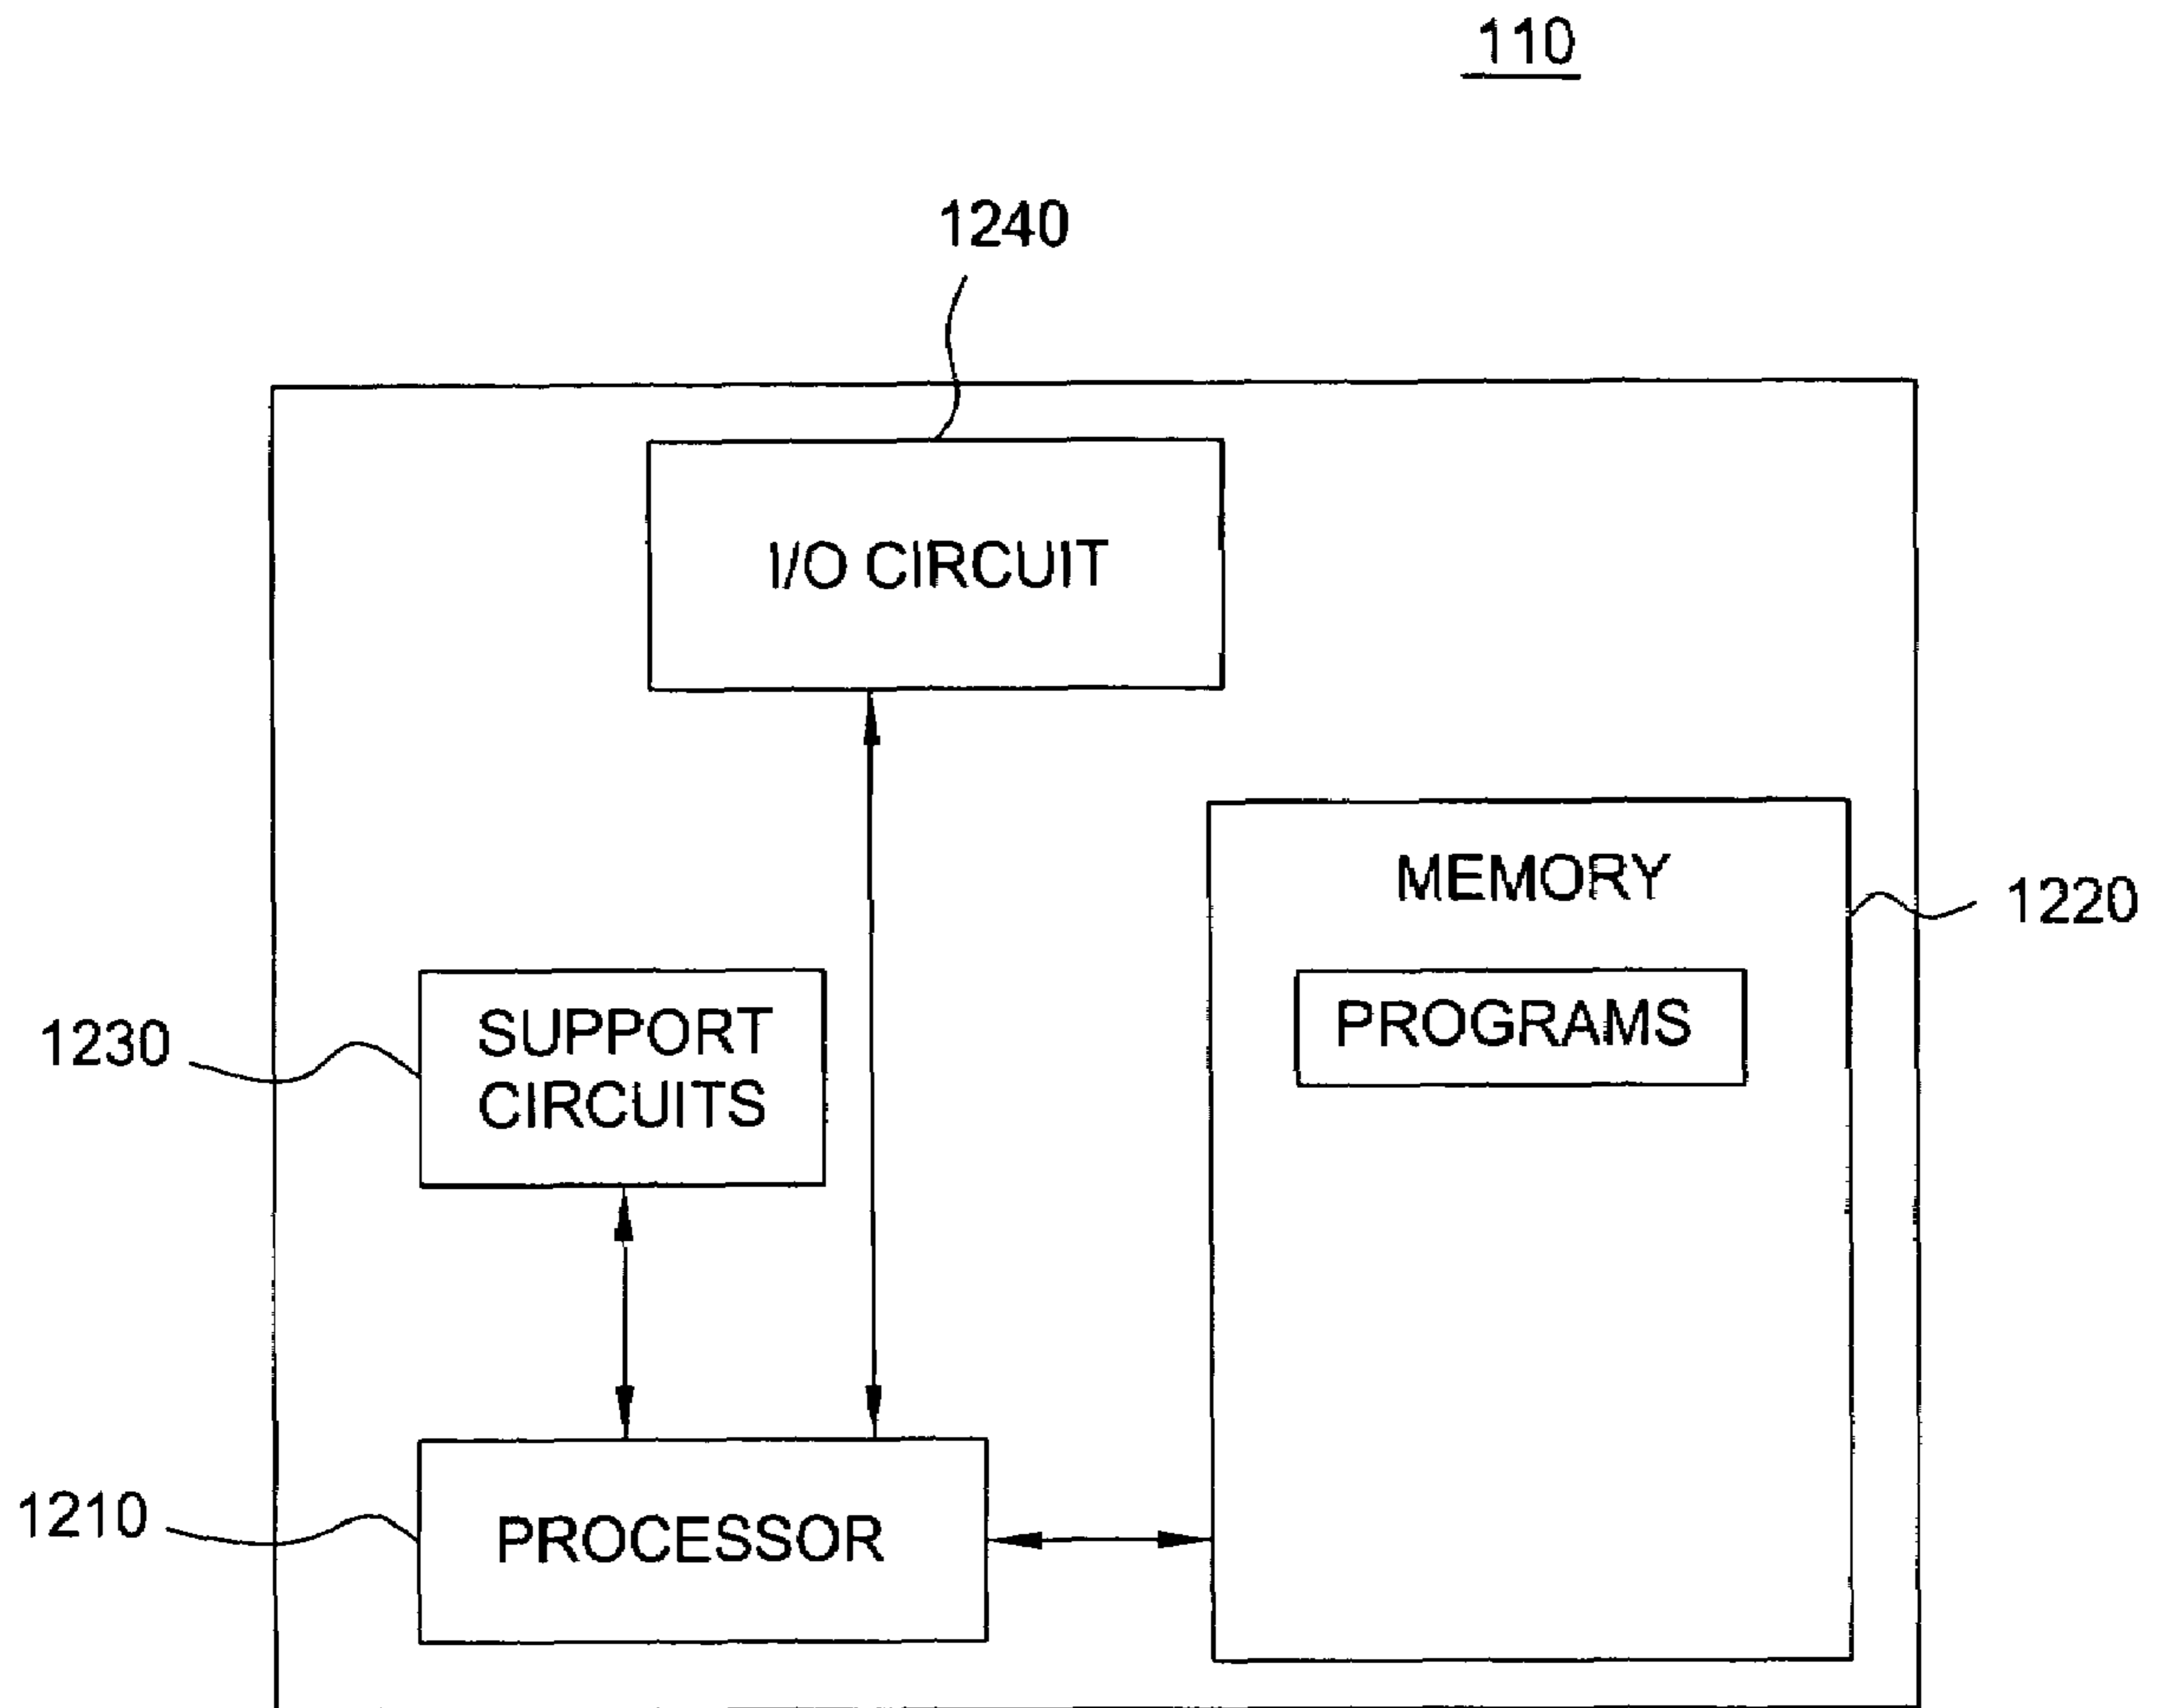 110
1240
I/O CIRCUIT
MEMORY
1220
PROGRAMS
1230
SUPPORT
CIRCUITS
1210
PROCESSOR